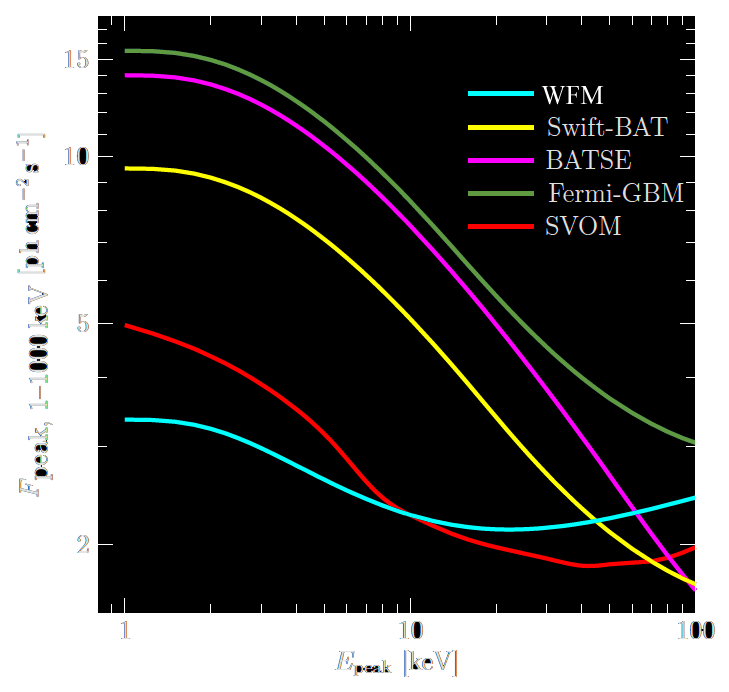 15
10
5
2
F_peak, 1−1000 keV [ph cm⁻² s⁻¹]
WFM
Swift-BAT
BATSE
Fermi-GBM
SVOM
1 10 100
E_peak [keV]